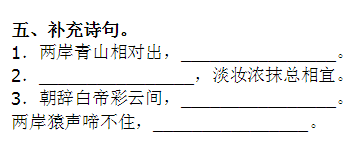 五、补充诗句。
1．两岸青山相对出，________________。
2．________________，淡妆浓抹总相宜。
3．朝辞白帝彩云间，________________。
两岸猿声啼不住，________________。